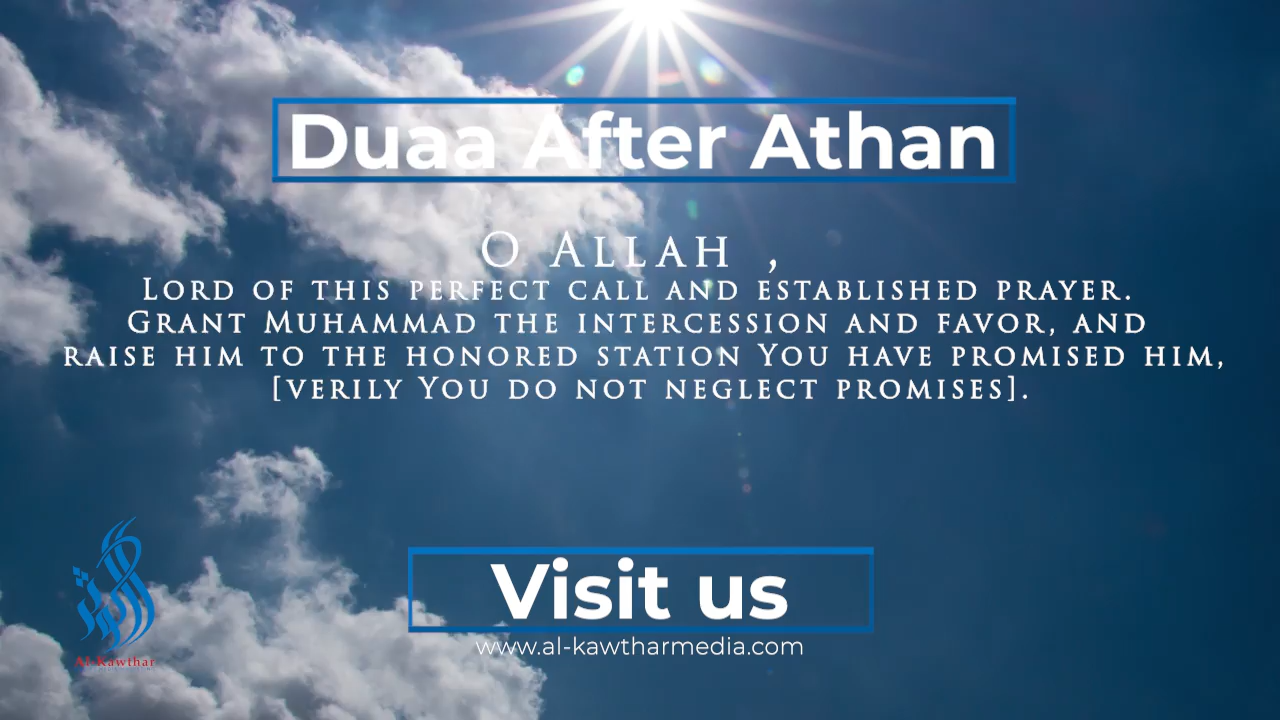 Duaa After Athan
O Allah ,
Lord of this perfect call and established prayer.
Grant Muhammad the intercession and favor, and
raise him to the honored station You have promised him,
[verily You do not neglect promises].
Visit us
www.al-kawtharmedia.com
Al-Kawthar